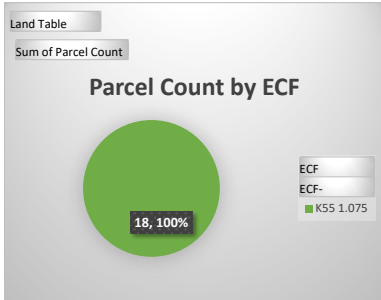 Land Table
Sum of Parcel Count
Parcel Count by ECF
ECF
ECF-
K55 1.075
18, 100%